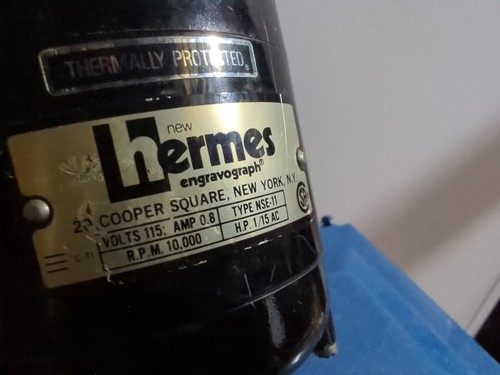 THERMALLY PROTECTED
new
hermes
engravograph®
20 COOPER SQUARE, NEW YORK, N.Y.
VOLTS 115: AMP 0.8 TYPE NSE-11
R.P.M. 10,000 H.P. 1/15 AC